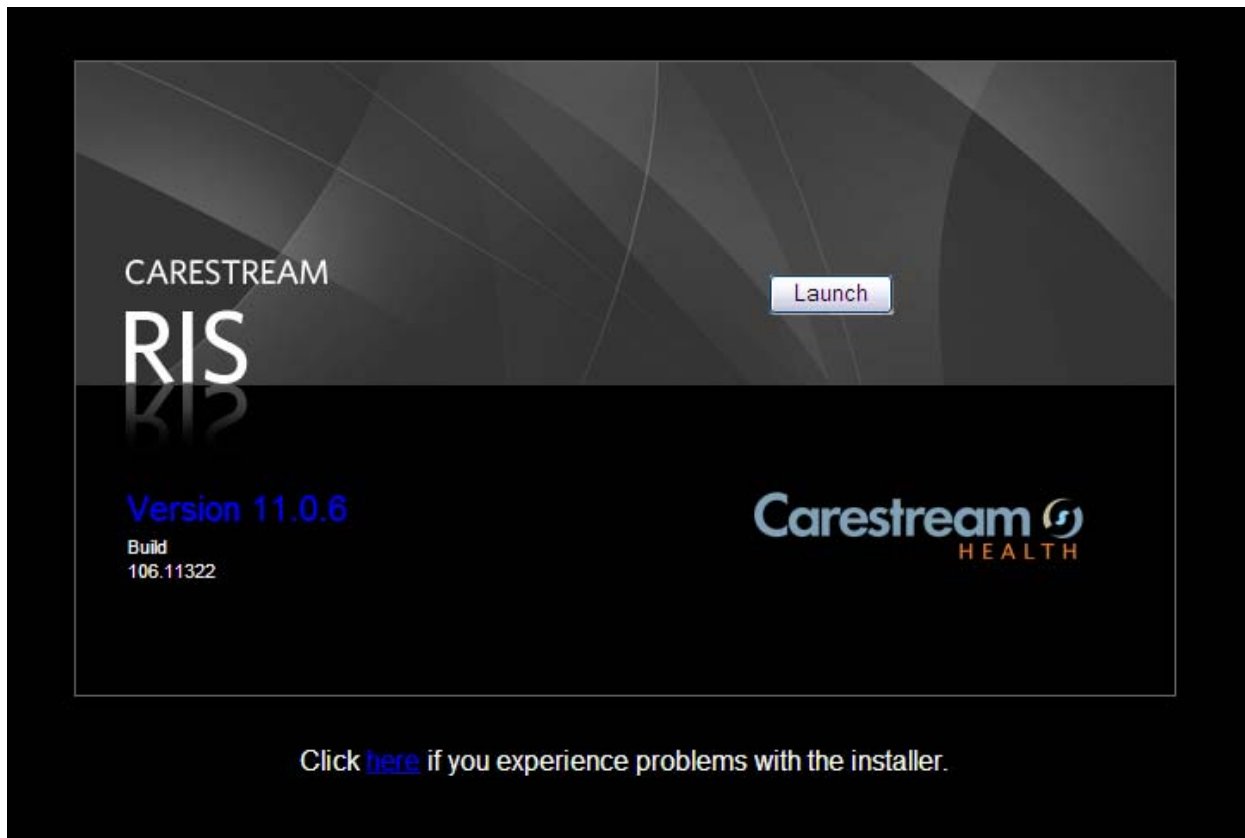 CARESTREAM
RIS
Launch
Version 11.0.6
Build
106.11322
Carestream
HEALTH
Click here if you experience problems with the installer.